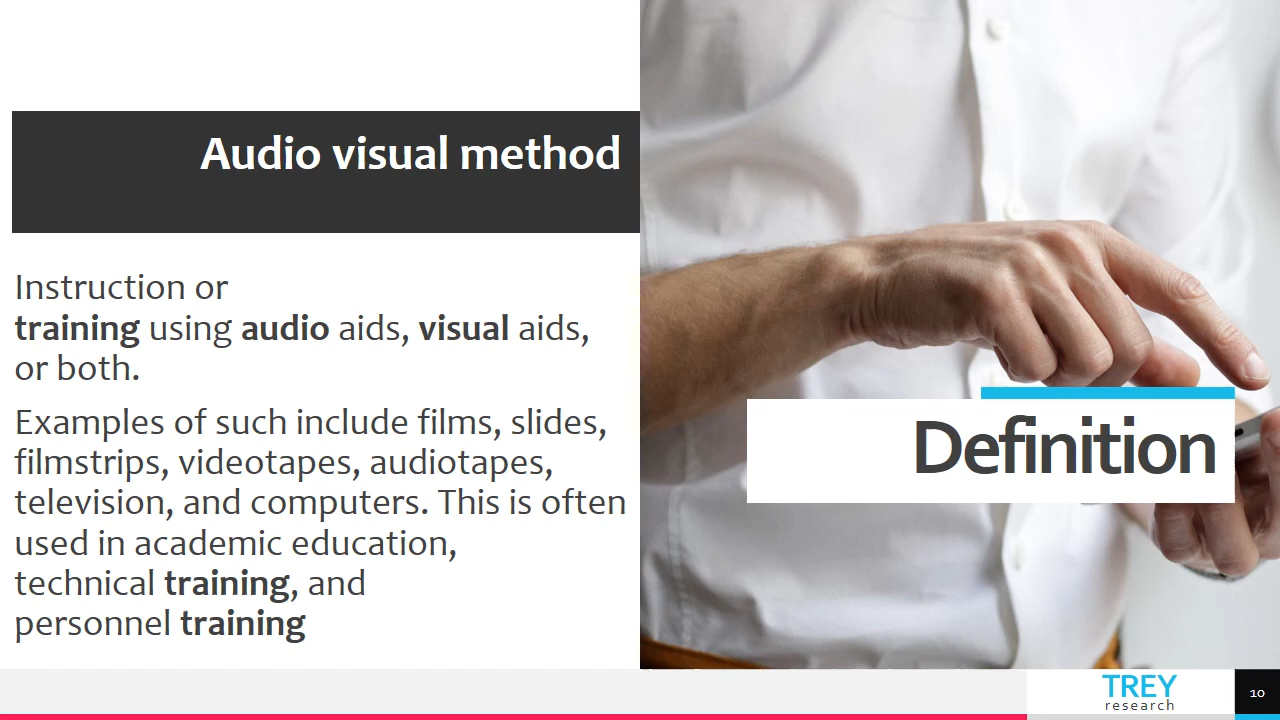 Audio visual method
Instruction or
training using audio aids, visual aids,
or both.
Examples of such include films, slides,
filmstrips, videotapes, audiotapes,
television, and computers. This is often
used in academic education,
technical training, and
personnel training
Definition
TREY
research
10